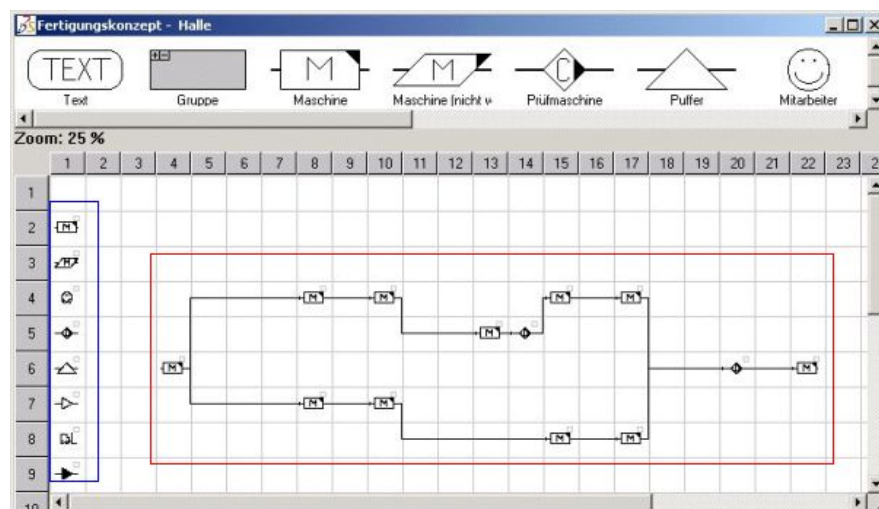 Fertigungskonzept - Halle
TEXT M M C
Text Gruppe Maschine Maschine (nicht w Prüfmaschine Puffer Mitarbeiter
Zoom: 25 %
1 2 3 4 5 6 7 8 9 10 11 12 13 14 15 16 17 18 19 20 21 22 23 2
1
2 M
3 M
4 M M M M
5 M
6 M M
7 M M
8 M M
9
10